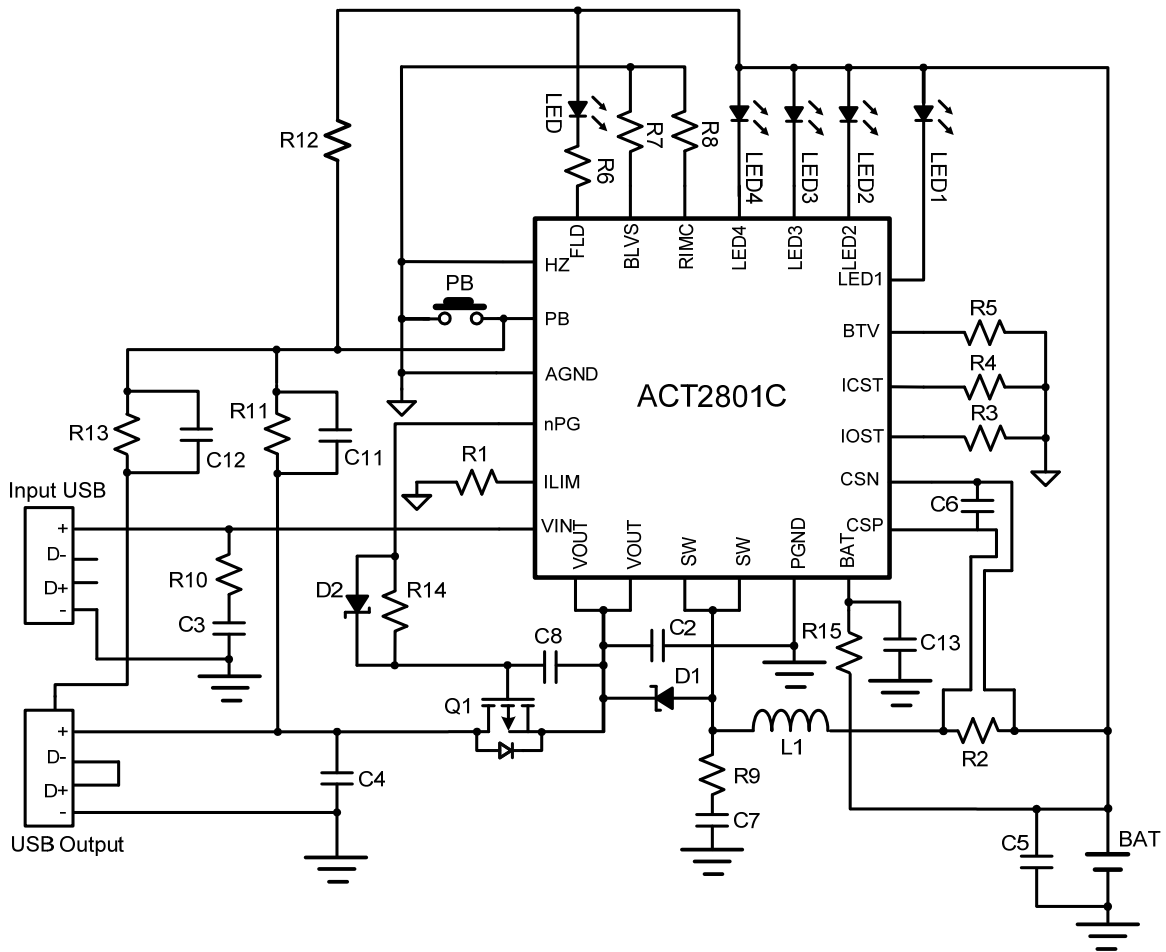 LED
R6
R7
R8
LED4
LED3
LED2
LED1
R12
FLD
BLVS
RIMC
LED4
LED3
LED2
LED1
HZ
PB
PB
BTV
R5
AGND
ACT2801C
ICST
R4
R13
C12
R11
C11
nPG
IOST
R3
R1
ILIM
CSN
C6
Input USB
+
D-
D+
-
VIN
CSP
VOUT
VOUT
SW
SW
PGND
BAT
R10
C3
D2
R14
C8
C2
R15
C13
Q1
D1
L1
R2
+
D-
D+
-
USB Output
C4
R9
C7
C5
BAT